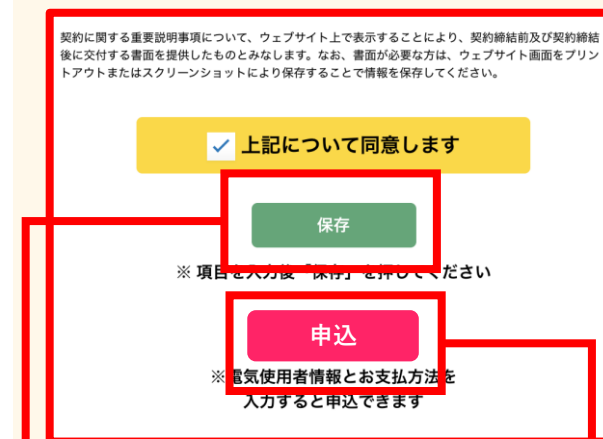 契約に関する重要説明事項について、ウェブサイト上で表示することにより、契約締結前及び契約締結
後に交付する書面を提供したものとみなします。なお、書面が必要な方は、ウェブサイト画面をプリン
トアウトまたはスクリーンショットにより保存することで情報を保存してください。
上記について同意します
保存
※ 項目を入力後「保存」を押してください
申込
※電気使用者情報とお支払方法を
入力すると申込できます